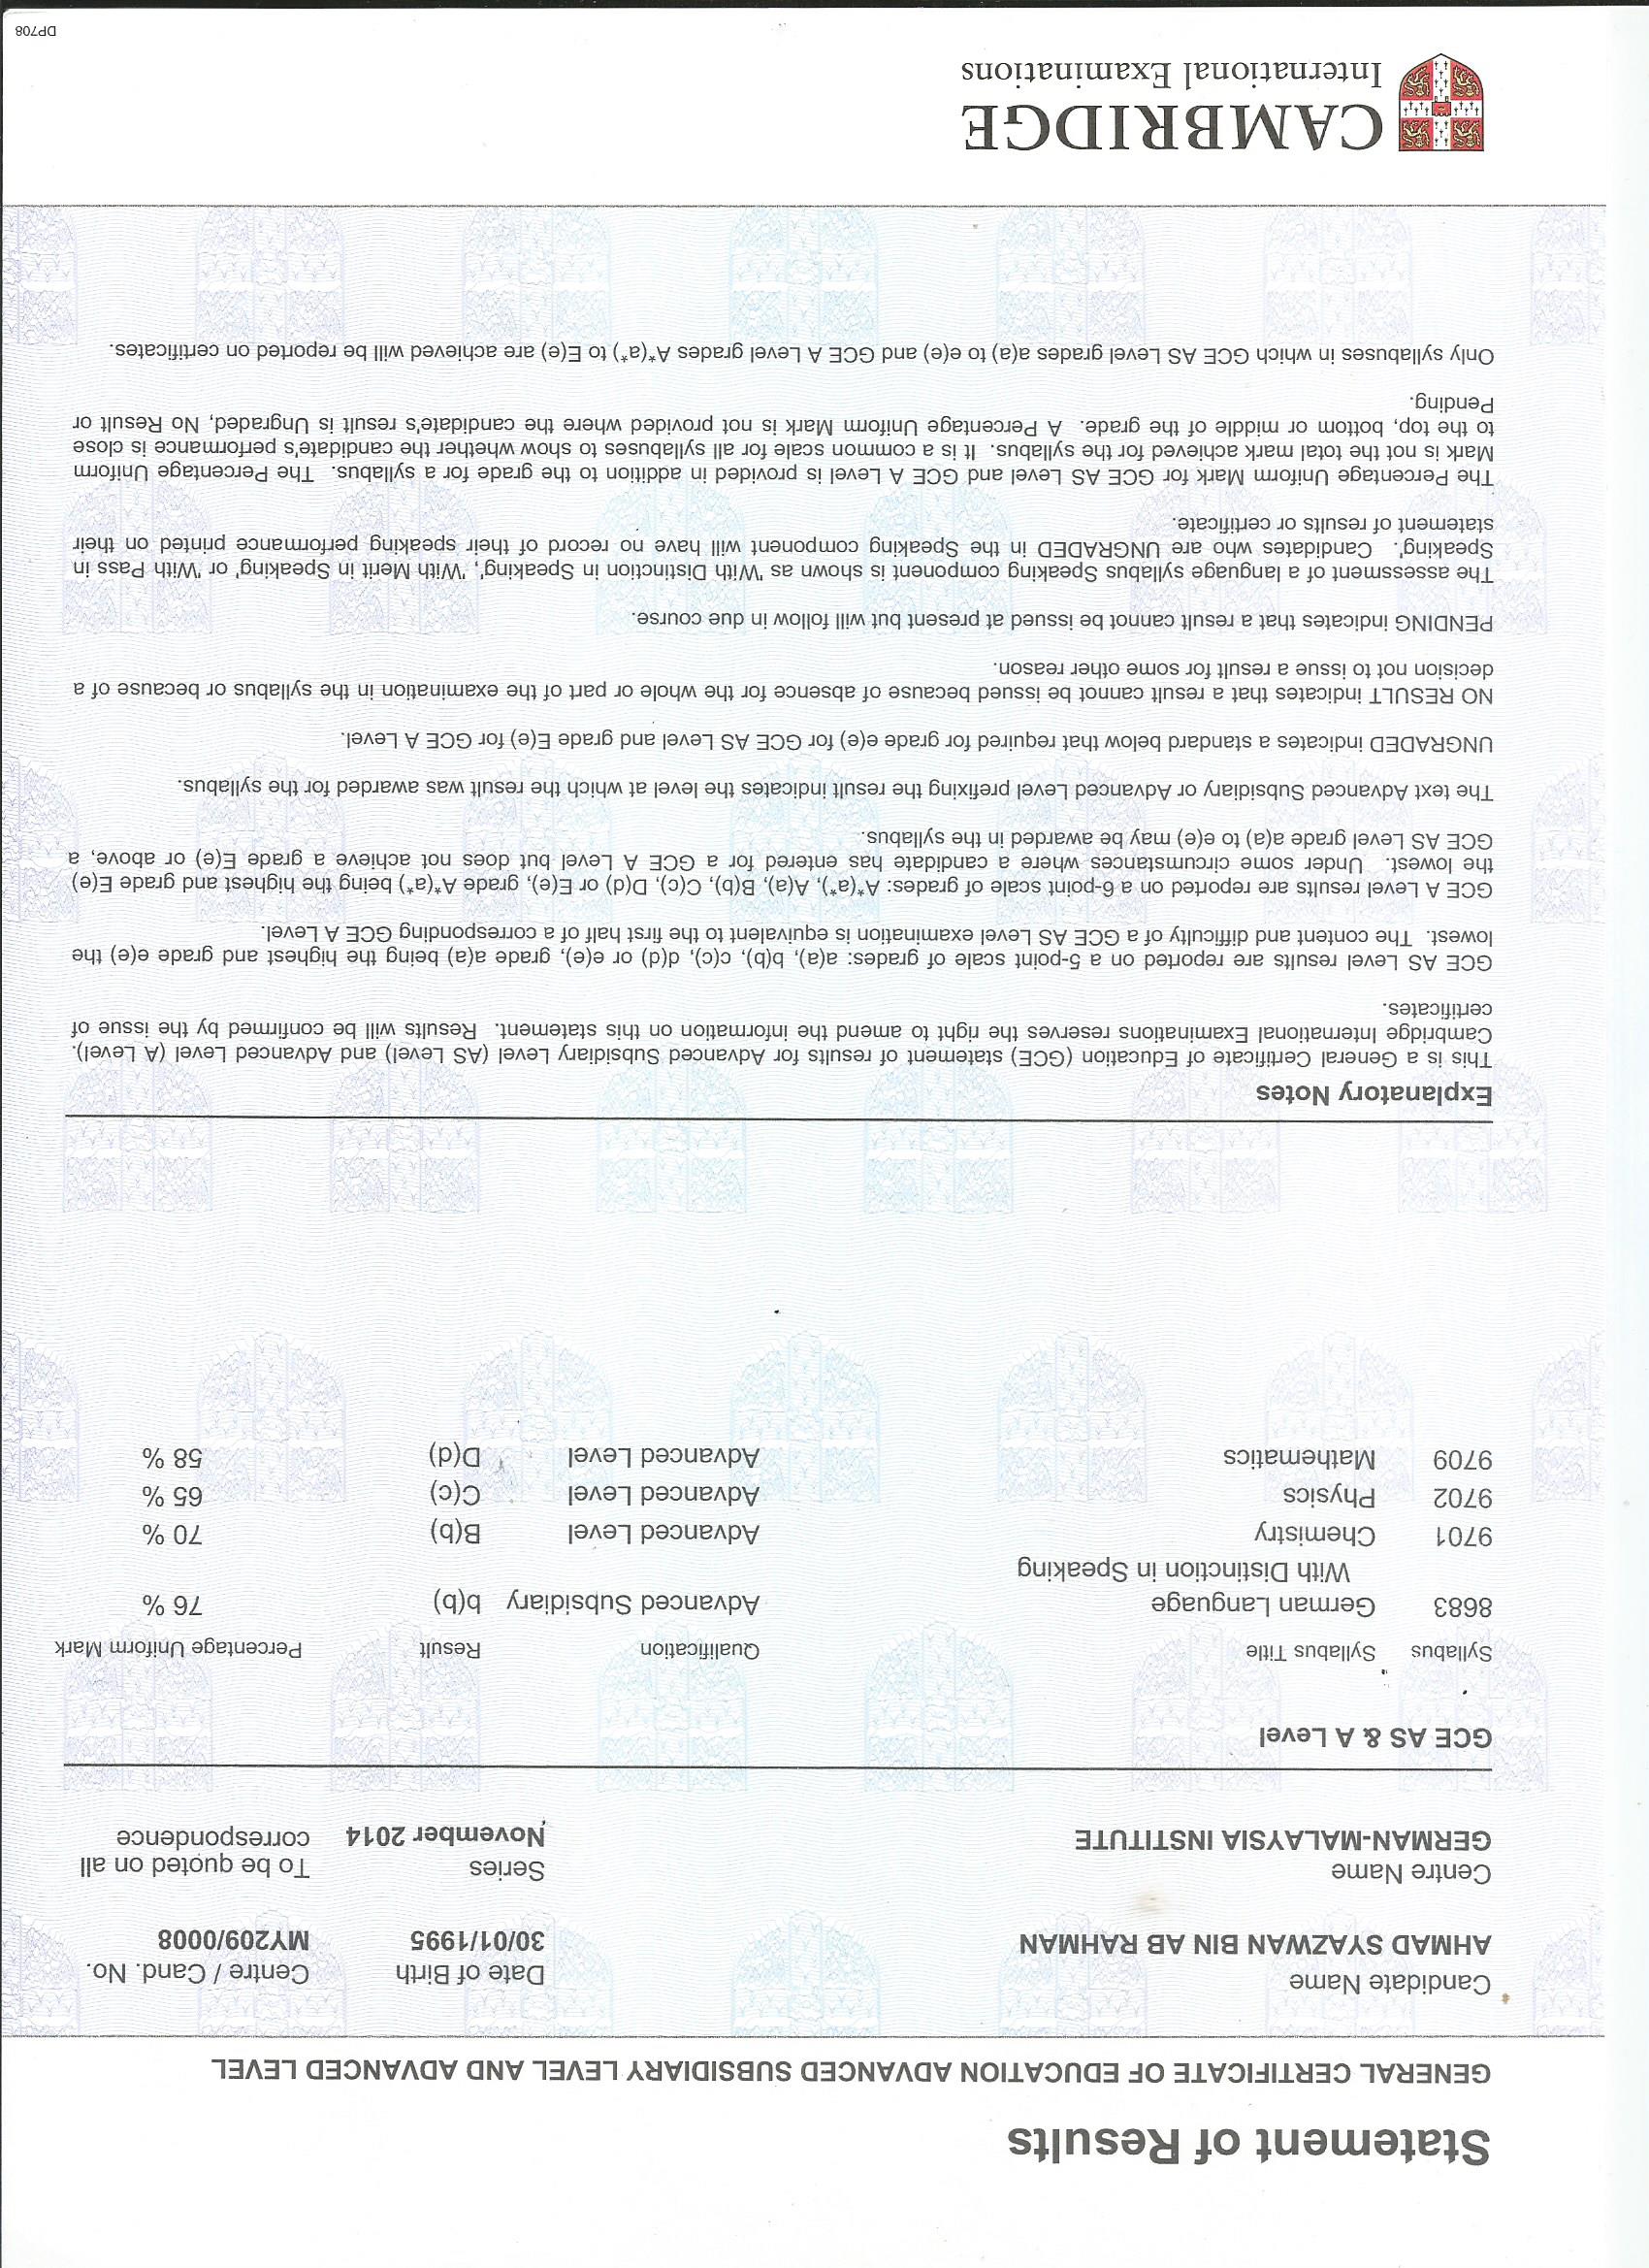 Statement of Results
GENERAL CERTIFICATE OF EDUCATION ADVANCED SUBSIDIARY LEVEL AND ADVANCED LEVEL
Candidate Name
AHMAD SYAZWAN BIN AB RAHMAN
Date of Birth
30/01/1995
Centre / Cand. No.
MY209/0008
Centre Name
GERMAN-MALAYSIA INSTITUTE
Series
November 2014
To be quoted on all
correspondence
GCE AS & A Level
Syllabus Syllabus Title Qualification Result Percentage Uniform Mark
8683 German Language Advanced Subsidiary b(b) 76 %
With Distinction in Speaking
9701 Chemistry Advanced Level B(b) 70 %
9702 Physics Advanced Level C(c) 65 %
9709 Mathematics Advanced Level D(d) 58 %
Explanatory Notes
This is a General Certificate of Education (GCE) statement of results for Advanced Subsidiary Level (AS Level) and Advanced Level (A Level).
Cambridge International Examinations reserves the right to amend the information on this statement. Results will be confirmed by the issue of
certificates.
GCE AS Level results are reported on a 5-point scale of grades: a(a), b(b), c(c), d(d) or e(e), grade a(a) being the highest and grade e(e) the
lowest. The content and difficulty of a GCE AS Level examination is equivalent to the first half of a corresponding GCE A Level.
GCE A Level results are reported on a 6-point scale of grades: A*(a*), A(a), B(b), C(c), D(d) or E(e), grade A*(a*) being the highest and grade E(e)
the lowest. Under some circumstances where a candidate has entered for a GCE A Level but does not achieve a grade E(e) or above, a
GCE AS Level grade a(a) to e(e) may be awarded in the syllabus.
The text Advanced Subsidiary or Advanced Level prefixing the result indicates the level at which the result was awarded for the syllabus.
UNGRADED indicates a standard below that required for grade e(e) for GCE AS Level and grade E(e) for GCE A Level.
NO RESULT indicates that a result cannot be issued because of absence for the whole or part of the examination in the syllabus or because of a
decision not to issue a result for some other reason.
PENDING indicates that a result cannot be issued at present but will follow in due course.
The assessment of a language syllabus Speaking component is shown as 'With Distinction in Speaking', 'With Merit in Speaking' or 'With Pass in
Speaking'. Candidates who are UNGRADED in the Speaking component will have no record of their speaking performance printed on their
statement of results or certificate.
The Percentage Uniform Mark for GCE AS Level and GCE A Level is provided in addition to the grade for a syllabus. The Percentage Uniform
Mark is not the total mark achieved for the syllabus. It is a common scale for all syllabuses to show whether the candidate's performance is close
to the top, bottom or middle of the grade. A Percentage Uniform Mark is not provided where the candidate's result is Ungraded, No Result or
Pending.
Only syllabuses in which GCE AS Level grades a(a) to e(e) and GCE A Level grades A*(a*) to E(e) are achieved will be reported on certificates.
CAMBRIDGE
International Examinations
DP708